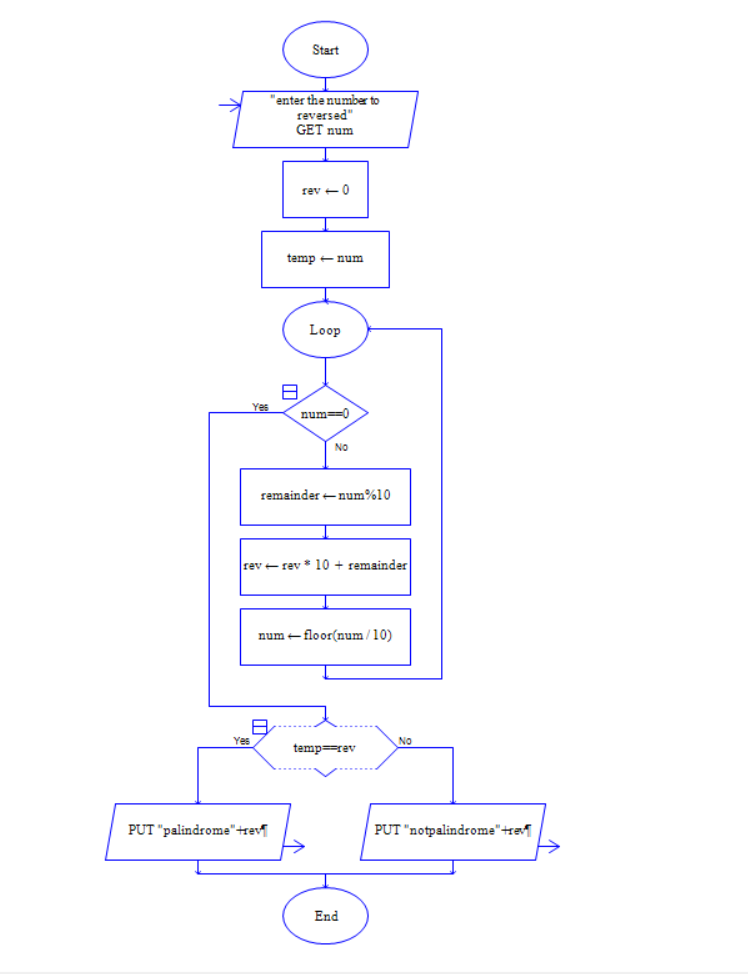 Start
"enter the number to
reversed"
GET num
rev ← 0
temp ← num
Loop
Yes
num==0
No
remainder ← num%10
rev ← rev * 10 + remainder
num ← floor(num / 10)
Yes
temp==rev
No
PUT "palindrome"+rev¶
PUT "notpalindrome"+rev¶
End